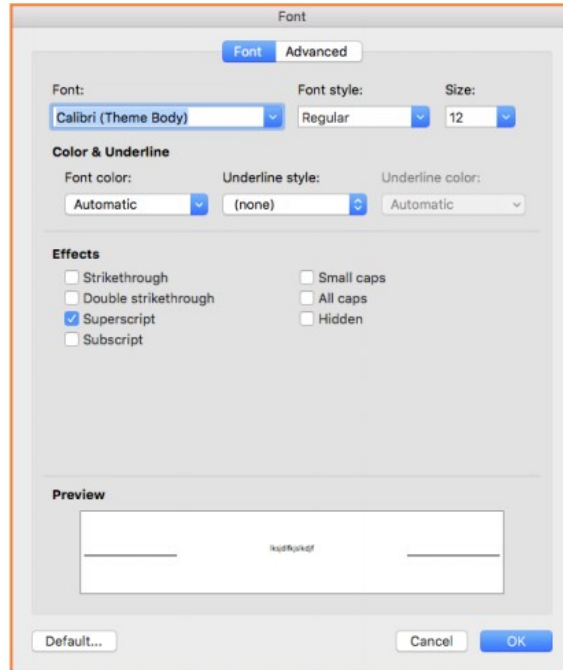 Font
Font Advanced
Font: Font style: Size:
Calibri (Theme Body) Regular 12
Color & Underline
Font color: Underline style: Underline color:
Automatic (none) Automatic
Effects
Strikethrough Small caps
Double strikethrough All caps
Superscript Hidden
Subscript
Preview
Default... Cancel OK